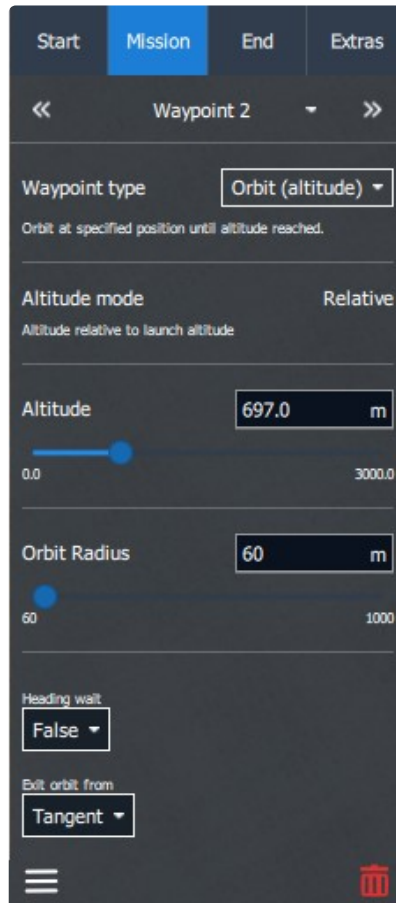 Start Mission End Extras
Waypoint 2
Waypoint type Orbit (altitude)
Orbit at specified position until altitude reached.
Altitude mode Relative
Altitude relative to launch altitude
Altitude 697.0 m
0.0 3000.0
Orbit Radius 60 m
60 1000
Heading wait
False
Exit orbit from
Tangent